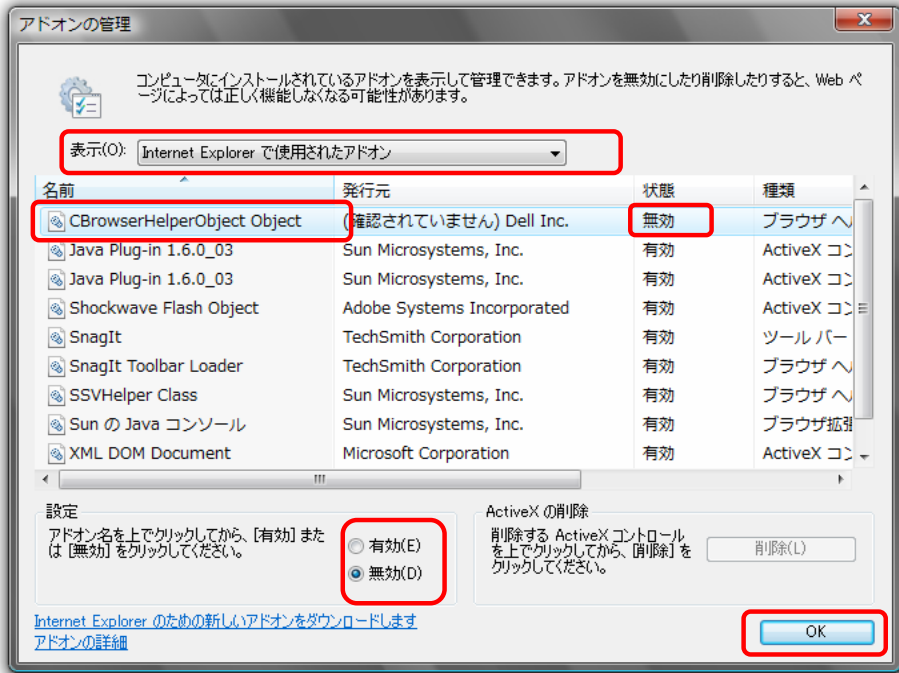 アドオンの管理
コンピュータにインストールされているアドオンを表示して管理できます。アドオンを無効にしたり削除したりすると、Web ペ
ージによっては正しく機能しなくなる可能性があります。
表示(O): Internet Explorer で使用されたアドオン
名前 発行元 状態 種類
CBrowserHelperObject Object (確認されていません) Dell Inc. 無効 ブラウザ ヘ
Java Plug-in 1.6.0_03 Sun Microsystems, Inc. 有効 ActiveX コン
Java Plug-in 1.6.0_03 Sun Microsystems, Inc. 有効 ActiveX コン
Shockwave Flash Object Adobe Systems Incorporated 有効 ActiveX コン
SnagIt TechSmith Corporation 有効 ツール バー
SnagIt Toolbar Loader TechSmith Corporation 有効 ブラウザ ヘ
SSVHelper Class Sun Microsystems, Inc. 有効 ブラウザ ヘ
Sun の Java コンソール Sun Microsystems, Inc. 有効 ブラウザ拡張
XML DOM Document Microsoft Corporation 有効 ActiveX コン
設定
アドオン名を上でクリックしてから、[有効] また
は [無効] をクリックしてください。
有効(E)
無効(D)
ActiveX の削除
削除する ActiveX コントロール
を上でクリックしてから、[削除] を
クリックしてください。
削除(L)
Internet Explorer のための新しいアドオンをダウンロードします
アドオンの詳細
OK